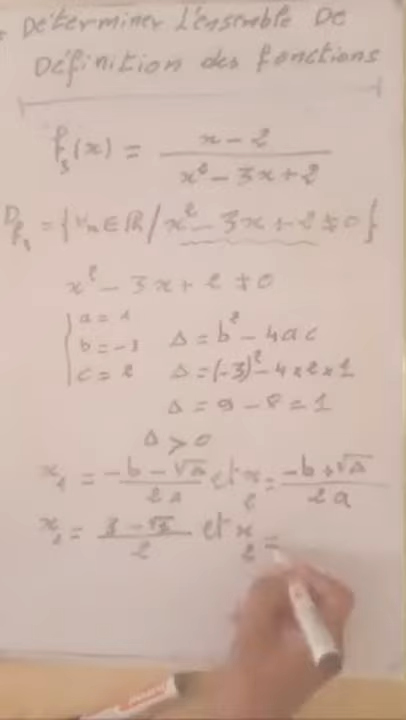 Déterminer L'ensemble De
Définition des fonctions
f₃(x) = (x - 2)/(x² - 3x + 2)
= {∀x ∈ ℝ / x² - 3x + 2 ≠ 0}
x² - 3x + 2 ≠ 0
a = 1
b = -3   Δ = b² - 4ac
c = 2   Δ = (-3)² - 4×2×1
Δ = 9 - 8 = 1
Δ > 0
x₁ = (-b - √Δ)/(2a) et x₂ = (-b + √Δ)/(2a)
x₁ = (3 - √1)/2 et x₂ =